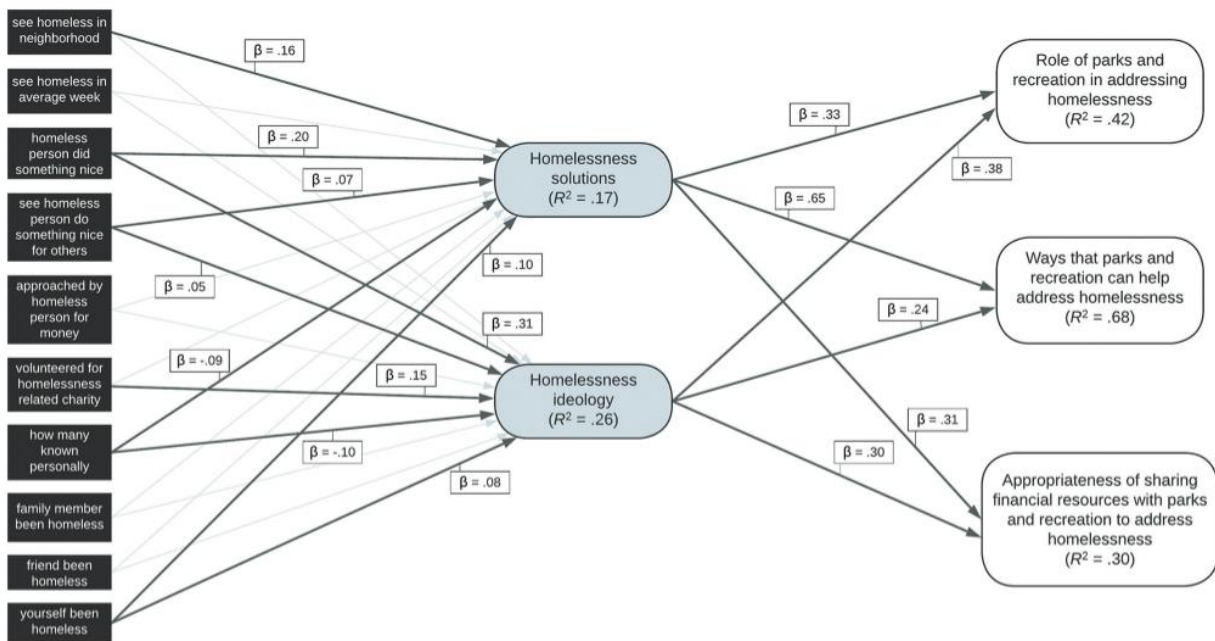 see homeless in
neighborhood
see homeless in
average week
homeless
person did
something nice
see homeless
person do
something nice
for others
approached by
homeless
person for
money
volunteered for
homelessness
related charity
how many
known
personally
family member
been homeless
friend been
homeless
yourself been
homeless
β = .16
β = .20
β = .07
β = .05
β = -.09
β = .15
β = -.10
β = .08
β = .10
β = .31
Homelessness
solutions
(R² = .17)
Homelessness
ideology
(R² = .26)
β = .33
β = .38
β = .65
β = .24
β = .31
β = .30
Role of parks and
recreation in addressing
homelessness
(R² = .42)
Ways that parks and
recreation can help
address homelessness
(R² = .68)
Appropriateness of sharing
financial resources with parks
and recreation to address
homelessness
(R² = .30)